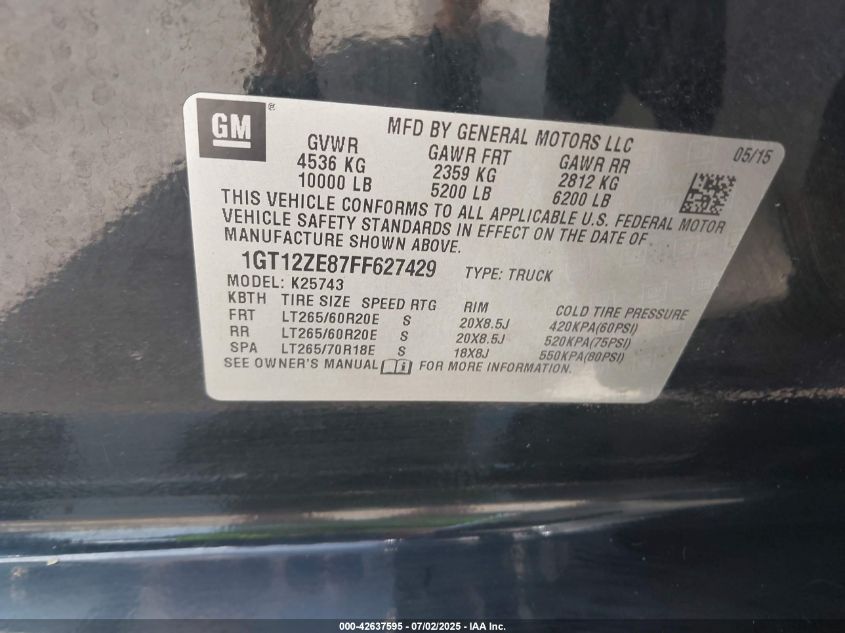 GM ®
MFD BY GENERAL MOTORS LLC
05/15
GVWR GAWR FRT GAWR RR
4536 KG 2359 KG 2812 KG
10000 LB 5200 LB 6200 LB
THIS VEHICLE CONFORMS TO ALL APPLICABLE U.S. FEDERAL MOTOR
VEHICLE SAFETY STANDARDS IN EFFECT ON THE DATE OF
MANUFACTURE SHOWN ABOVE.
1GT12ZE87FF627429 TYPE: TRUCK
MODEL: K25743
KBTH TIRE SIZE SPEED RTG RIM COLD TIRE PRESSURE
FRT LT265/60R20E S 20X8.5J 420KPA(60PSI)
RR LT265/60R20E S 20X8.5J 520KPA(75PSI)
SPA LT265/70R18E S 18X8J 550KPA(80PSI)
SEE OWNER'S MANUAL FOR MORE INFORMATION.
000-42637595 - 07/02/2025 - IAA Inc.